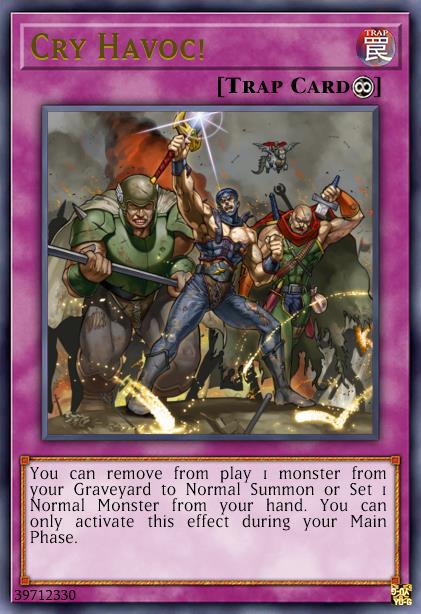 CRY HAVOC!
TRAP
罠
[TRAP CARD]
You can remove from play 1 monster from
your Graveyard to Normal Summon or Set 1
Normal Monster from your hand. You can
only activate this effect during your Main
Phase.
39712330